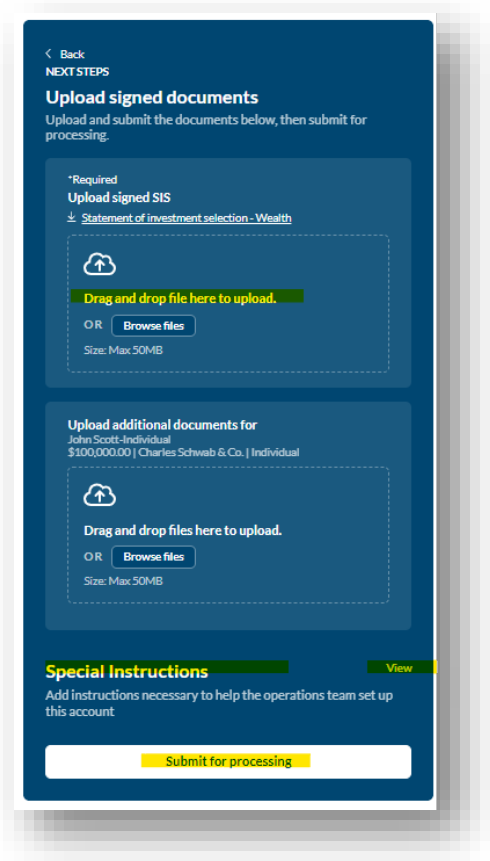 Back
NEXT STEPS
Upload signed documents
Upload and submit the documents below, then submit for
processing.
*Required
Upload signed SIS
Statement of investment selection - Wealth
Drag and drop file here to upload.
OR Browse files
Size: Max 50MB
Upload additional documents for
John Scott-Individual
$100,000.00 | Charles Schwab & Co. | Individual
Drag and drop files here to upload.
OR Browse files
Size: Max 50MB
Special Instructions View
Add instructions necessary to help the operations team set up
this account
Submit for processing